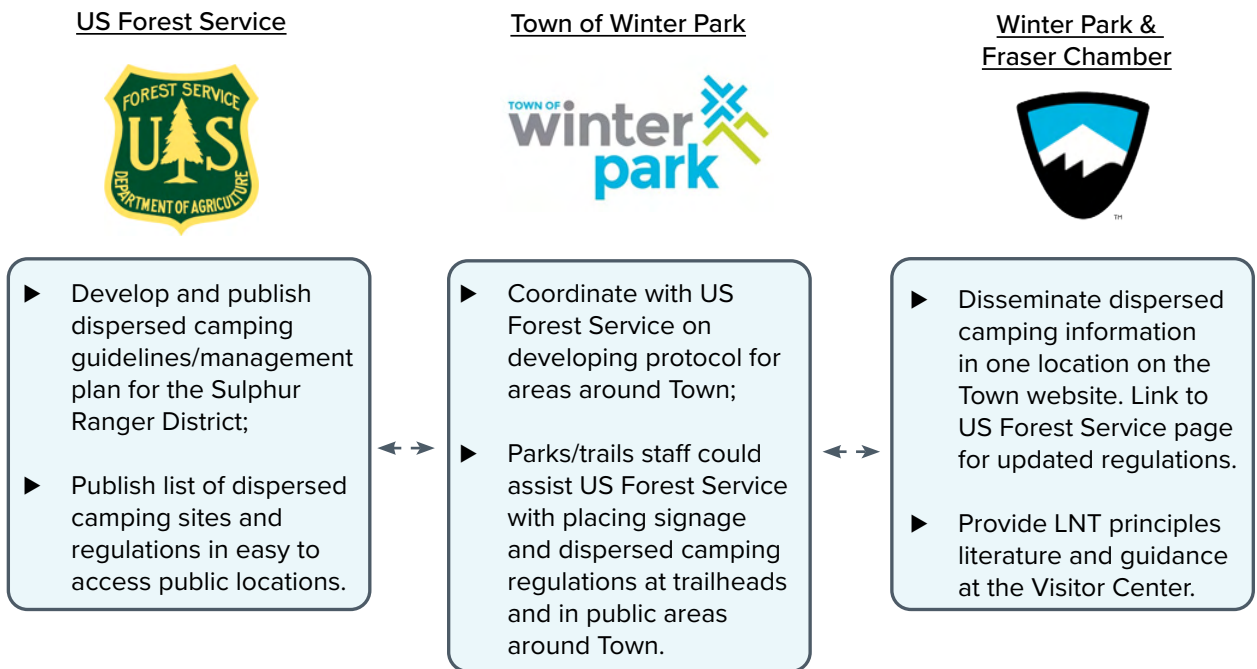 US Forest Service
FOREST SERVICE
U S
DEPARTMENT OF AGRICULTURE
▶ Develop and publish
dispersed camping
guidelines/management
plan for the Sulphur
Ranger District;
▶ Publish list of dispersed
camping sites and
regulations in easy to
access public locations.
Town of Winter Park
TOWN OF
winter
park
▶ Coordinate with US
Forest Service on
developing protocol for
areas around Town;
▶ Parks/trails staff could
assist US Forest Service
with placing signage
and dispersed camping
regulations at trailheads
and in public areas
around Town.
Winter Park &
Fraser Chamber
TM
▶ Disseminate dispersed
camping information
in one location on the
Town website. Link to
US Forest Service page
for updated regulations.
▶ Provide LNT principles
literature and guidance
at the Visitor Center.